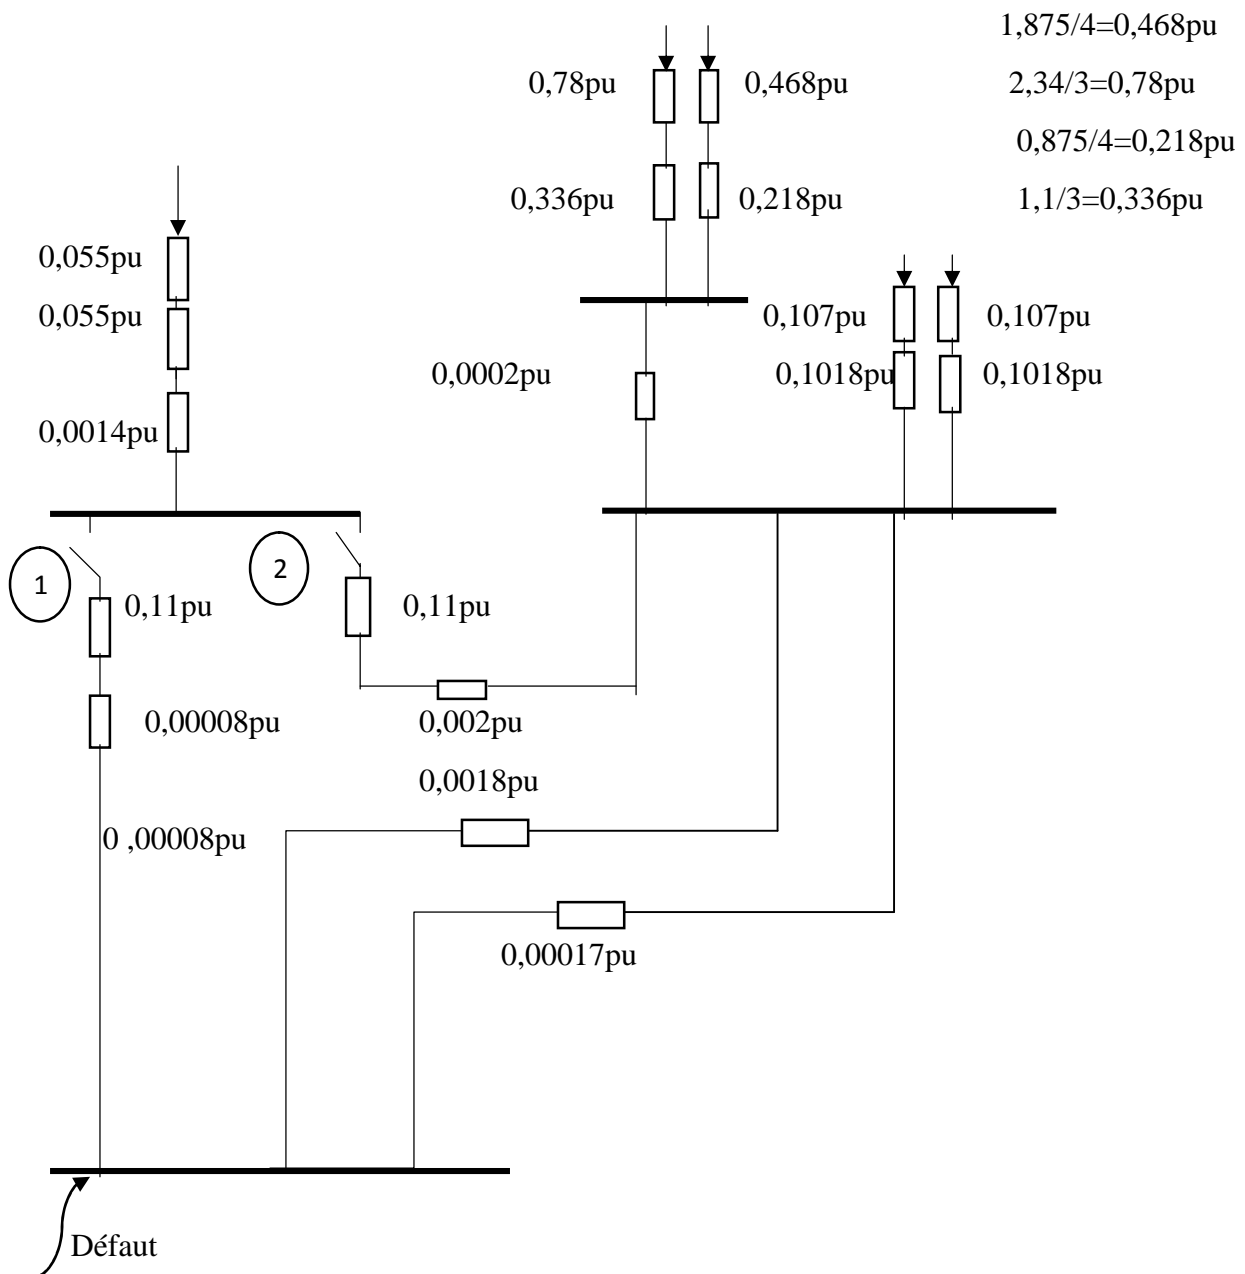 1,875/4=0,468pu
0,78pu 0,468pu 2,34/3=0,78pu
0,875/4=0,218pu
0,336pu 0,218pu 1,1/3=0,336pu
0,055pu
0,055pu 0,107pu 0,107pu
0,0002pu 0,1018pu 0,1018pu
0,0014pu
1 2
0,11pu 0,11pu
0,00008pu 0,002pu
0,0018pu
0 ,00008pu
0,00017pu
Défaut